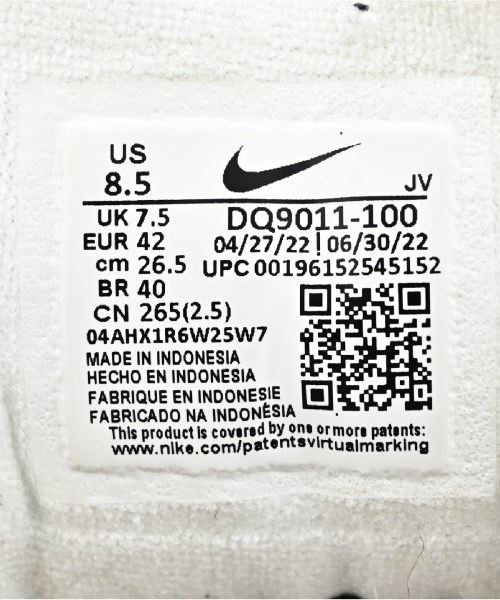 US
8.5
JV
UK 7.5
DQ9011-100
EUR 42
04/27/22 | 06/30/22
cm 26.5
UPC 00196152545152
BR 40
CN 265(2.5)
04AHX1R6W25W7
MADE IN INDONESIA
HECHO EN INDONESIA
FABRIQUE EN INDONESIE
FABRICADO NA INDONÉSIA
This product is covered by one or more patents:
www.nike.com/patentsvirtualmarking